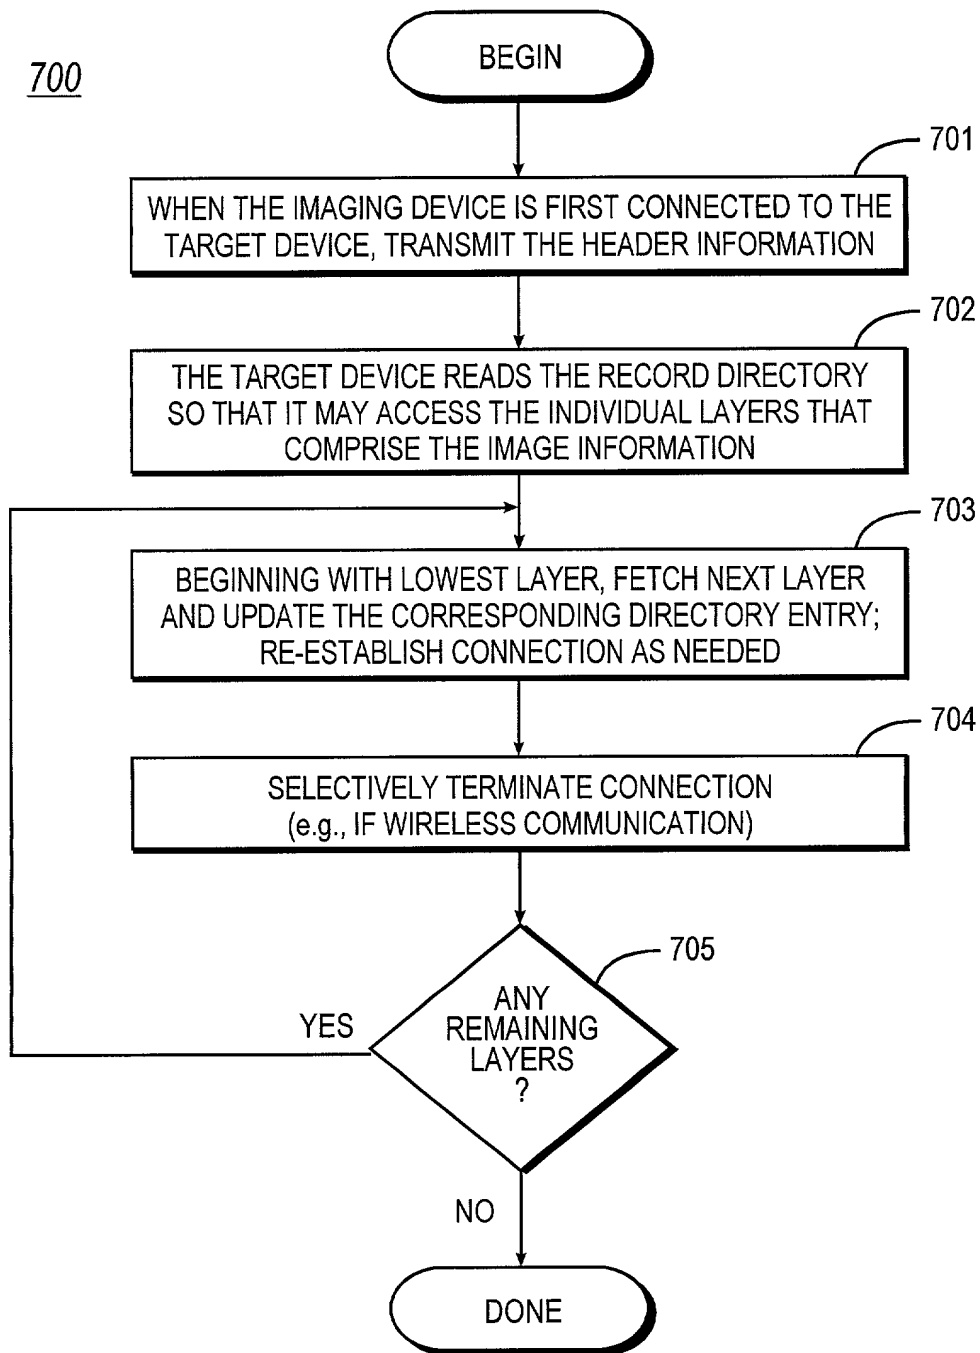 700
BEGIN
701
WHEN THE IMAGING DEVICE IS FIRST CONNECTED TO THE
TARGET DEVICE, TRANSMIT THE HEADER INFORMATION
702
THE TARGET DEVICE READS THE RECORD DIRECTORY
SO THAT IT MAY ACCESS THE INDIVIDUAL LAYERS THAT
COMPRISE THE IMAGE INFORMATION
703
BEGINNING WITH LOWEST LAYER, FETCH NEXT LAYER
AND UPDATE THE CORRESPONDING DIRECTORY ENTRY;
RE-ESTABLISH CONNECTION AS NEEDED
704
SELECTIVELY TERMINATE CONNECTION
(e.g., IF WIRELESS COMMUNICATION)
705
ANY
REMAINING
LAYERS
?
YES
NO
DONE